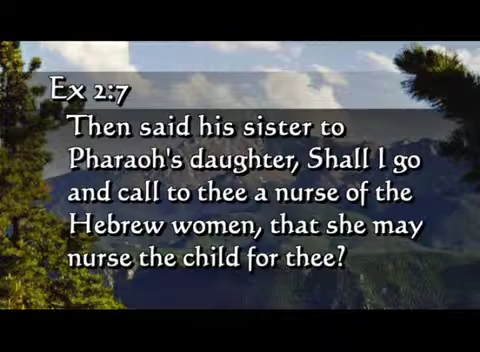 Ex 2:7
Then said his sister to
Pharaoh's daughter, Shall I go
and call to thee a nurse of the
Hebrew women, that she may
nurse the child for thee?